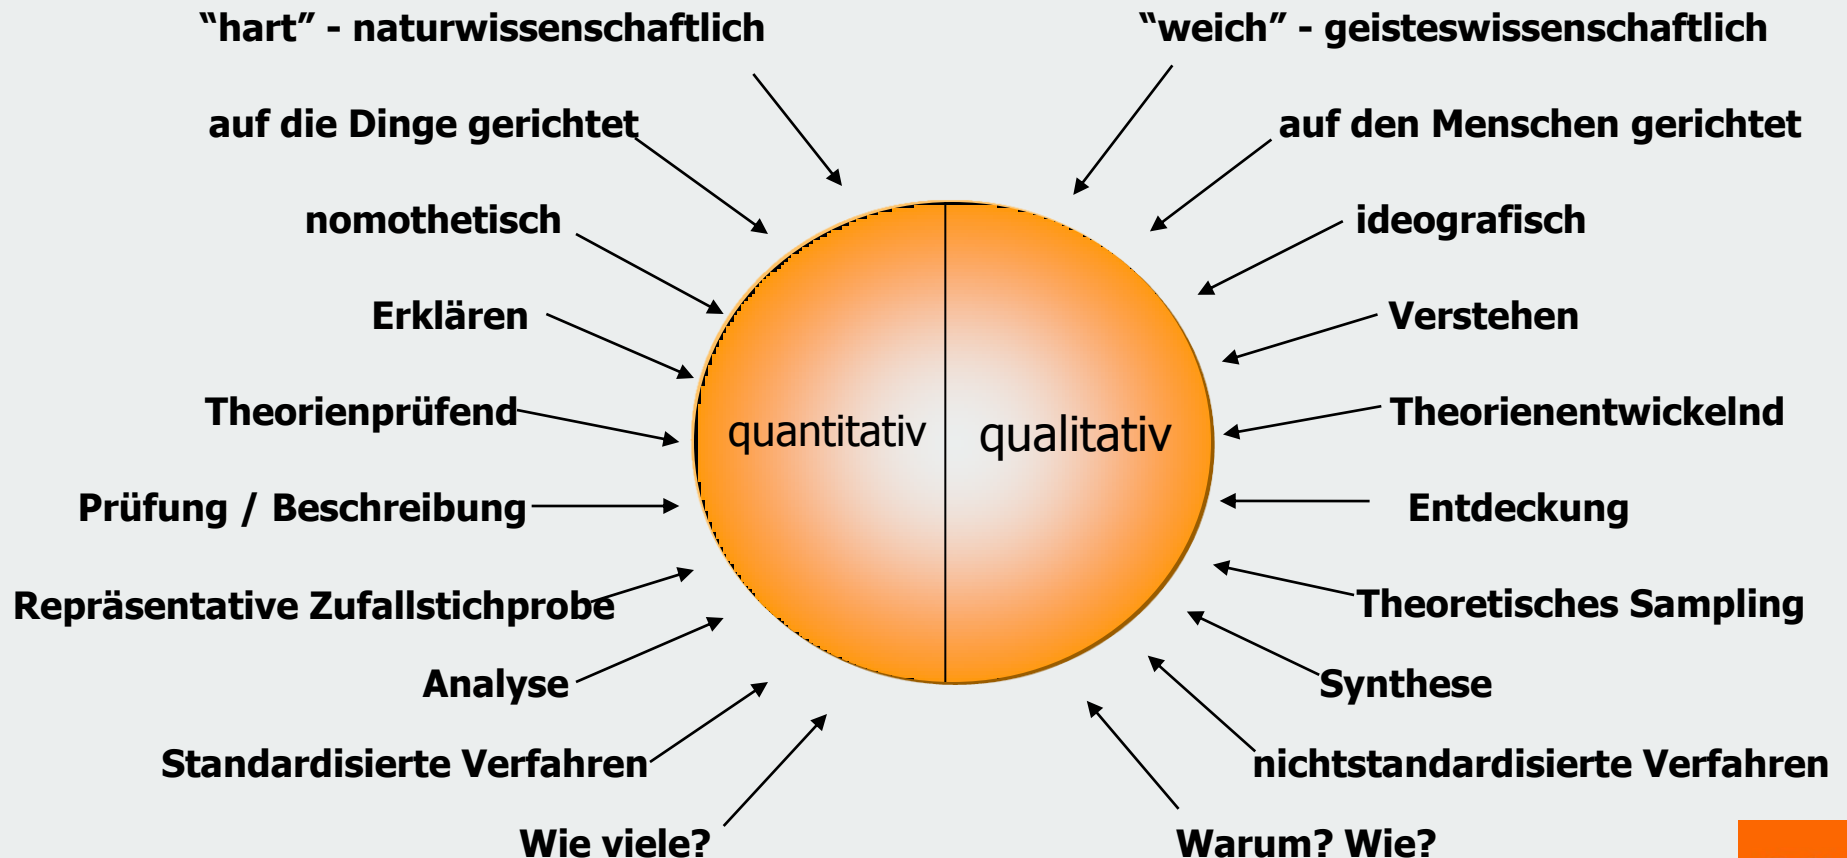 “hart” - naturwissenschaftlich
“weich” - geisteswissenschaftlich
auf die Dinge gerichtet
auf den Menschen gerichtet
nomothetisch
ideografisch
Erklären
Verstehen
Theorienprüfend
Theorienentwickelnd
quantitativ
qualitativ
Prüfung / Beschreibung
Entdeckung
Repräsentative Zufallstichprobe
Theoretisches Sampling
Analyse
Synthese
Standardisierte Verfahren
nichtstandardisierte Verfahren
Wie viele?
Warum? Wie?